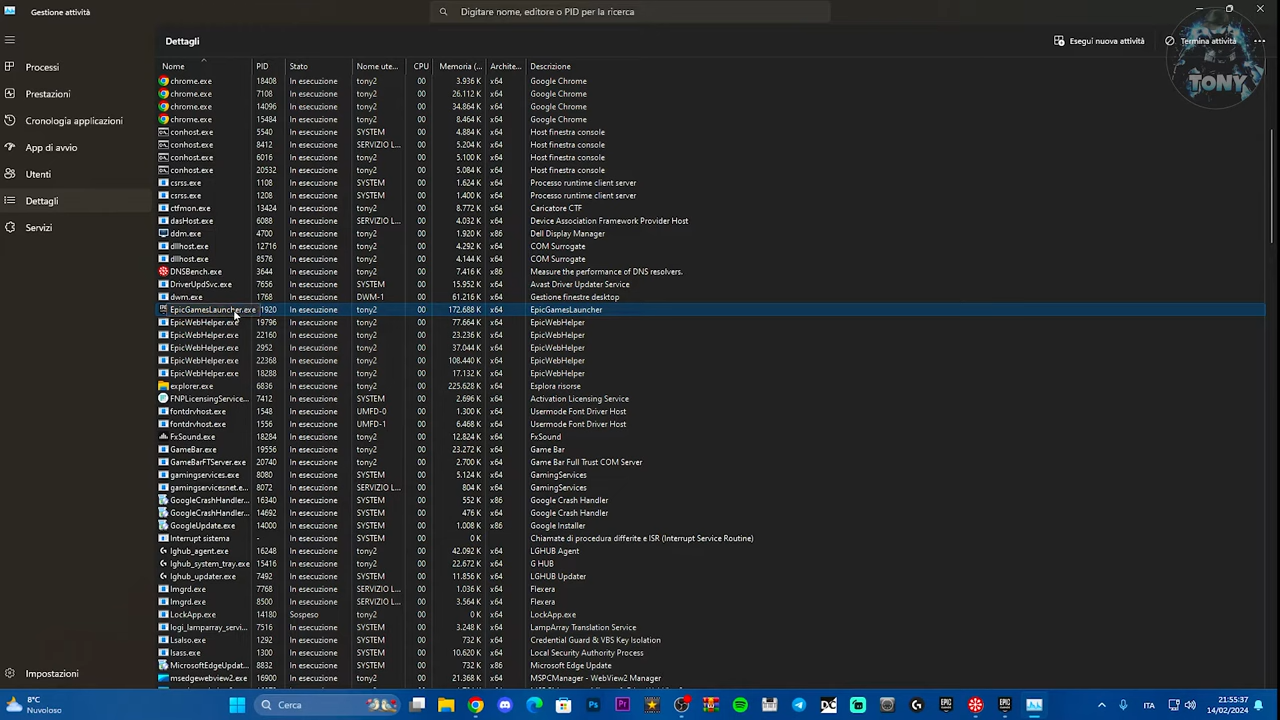 Gestione attività
Digitare nome, editore o PID per la ricerca
Dettagli
Esegui nuova attività
Termina attività
TONY
Processi
Prestazioni
Cronologia applicazioni
App di avvio
Utenti
Dettagli
Servizi
Impostazioni
Nome PID Stato Nome ute... CPU Memoria (... Archite... Descrizione
chrome.exe 18408 In esecuzione tony2 00 3.936 K x64 Google Chrome
chrome.exe 7108 In esecuzione tony2 00 26.112 K x64 Google Chrome
chrome.exe 14096 In esecuzione tony2 00 34.864 K x64 Google Chrome
chrome.exe 15484 In esecuzione tony2 00 8.464 K x64 Google Chrome
conhost.exe 5540 In esecuzione SYSTEM 00 4.884 K x64 Host finestra console
conhost.exe 8412 In esecuzione SERVIZIO L... 00 5.244 K x64 Host finestra console
conhost.exe 6016 In esecuzione tony2 00 5.100 K x64 Host finestra console
conhost.exe 20532 In esecuzione tony2 00 5.084 K x64 Host finestra console
csrss.exe 1108 In esecuzione SYSTEM 00 1.624 K x64 Processo runtime client server
csrss.exe 1208 In esecuzione SYSTEM 00 1.400 K x64 Processo runtime client server
ctfmon.exe 13424 In esecuzione tony2 00 8.772 K x64 Caricatore CTF
dasHost.exe 6088 In esecuzione SERVIZIO L... 00 4.032 K x64 Device Association Framework Provider Host
ddm.exe 4700 In esecuzione tony2 00 1.920 K x86 Dell Display Manager
dllhost.exe 12716 In esecuzione tony2 00 4.292 K x64 COM Surrogate
dllhost.exe 8576 In esecuzione tony2 00 4.144 K x64 COM Surrogate
DNSBench.exe 3644 In esecuzione tony2 00 7.416 K x86 Measure the performance of DNS resolvers.
DriverUpdSvc.exe 7656 In esecuzione SYSTEM 00 15.952 K x64 Avast Driver Updater Service
dwm.exe 1768 In esecuzione DWM-1 00 61.216 K x64 Gestione finestre desktop
EpicGamesLauncher.exe 1920 In esecuzione tony2 00 172.688 K x64 EpicGamesLauncher
EpicWebHelper.exe 19796 In esecuzione tony2 00 77.664 K x64 EpicWebHelper
EpicWebHelper.exe 22160 In esecuzione tony2 00 23.236 K x64 EpicWebHelper
EpicWebHelper.exe 2952 In esecuzione tony2 00 37.044 K x64 EpicWebHelper
EpicWebHelper.exe 22368 In esecuzione tony2 00 108.440 K x64 EpicWebHelper
EpicWebHelper.exe 18288 In esecuzione tony2 00 17.132 K x64 EpicWebHelper
explorer.exe 6836 In esecuzione tony2 00 225.628 K x64 Esplora risorse
FNPLicensingService... 7412 In esecuzione SYSTEM 00 2.696 K x64 Activation Licensing Service
fontdrvhost.exe 1548 In esecuzione UMFD-0 00 1.300 K x64 Usermode Font Driver Host
fontdrvhost.exe 1556 In esecuzione UMFD-1 00 6.468 K x64 Usermode Font Driver Host
FxSound.exe 18284 In esecuzione tony2 00 12.824 K x64 FxSound
GameBar.exe 19556 In esecuzione tony2 00 23.272 K x64 Game Bar
GameBarFTServer.exe 20740 In esecuzione tony2 00 2.700 K x64 Game Bar Full Trust COM Server
gamingservices.exe 8080 In esecuzione SYSTEM 00 5.124 K x64 GamingServices
gamingservicesnet.e... 8072 In esecuzione SERVIZIO L... 00 804 K x64 GamingServices
GoogleCrashHandler... 16340 In esecuzione SYSTEM 00 552 K x86 Google Crash Handler
GoogleCrashHandler... 14292 In esecuzione SYSTEM 00 476 K x64 Google Crash Handler
GoogleUpdate.exe 14000 In esecuzione SYSTEM 00 1.008 K x86 Google Installer
Interrupt sistema - In esecuzione SYSTEM 00 0 K Chiamate di procedura differite e ISR (Interrupt Service Routine)
lghub_agent.exe 16248 In esecuzione tony2 00 42.092 K x64 LGHUB Agent
lghub_system_tray.exe 15416 In esecuzione tony2 00 22.672 K x64 G HUB
lghub_updater.exe 7492 In esecuzione SYSTEM 00 11.856 K x64 LGHUB Updater
lmgrd.exe 7768 In esecuzione SERVIZIO L... 00 1.036 K x64 Flexera
lmgrd.exe 8500 In esecuzione SERVIZIO L... 00 3.564 K x64 Flexera
LockApp.exe 14180 Sospeso tony2 00 0 K x64 LockApp.exe
logi_lamparray_servi... 7516 In esecuzione SYSTEM 00 3.248 K x64 LampArray Translation Service
LsaIso.exe 1292 In esecuzione SYSTEM 00 732 K x64 Credential Guard & VBS Key Isolation
lsass.exe 1300 In esecuzione SYSTEM 00 10.620 K x64 Local Security Authority Process
MicrosoftEdgeUpdat... 8832 In esecuzione SYSTEM 00 732 K x86 Microsoft Edge Update
msedgewebview2.exe 16016 In esecuzione tony2 00 2.048 K x64 MSPCManager - WebView2 Manager
8°C
Nuvoloso
Cerca
ITA
21:55:37
14/02/2024